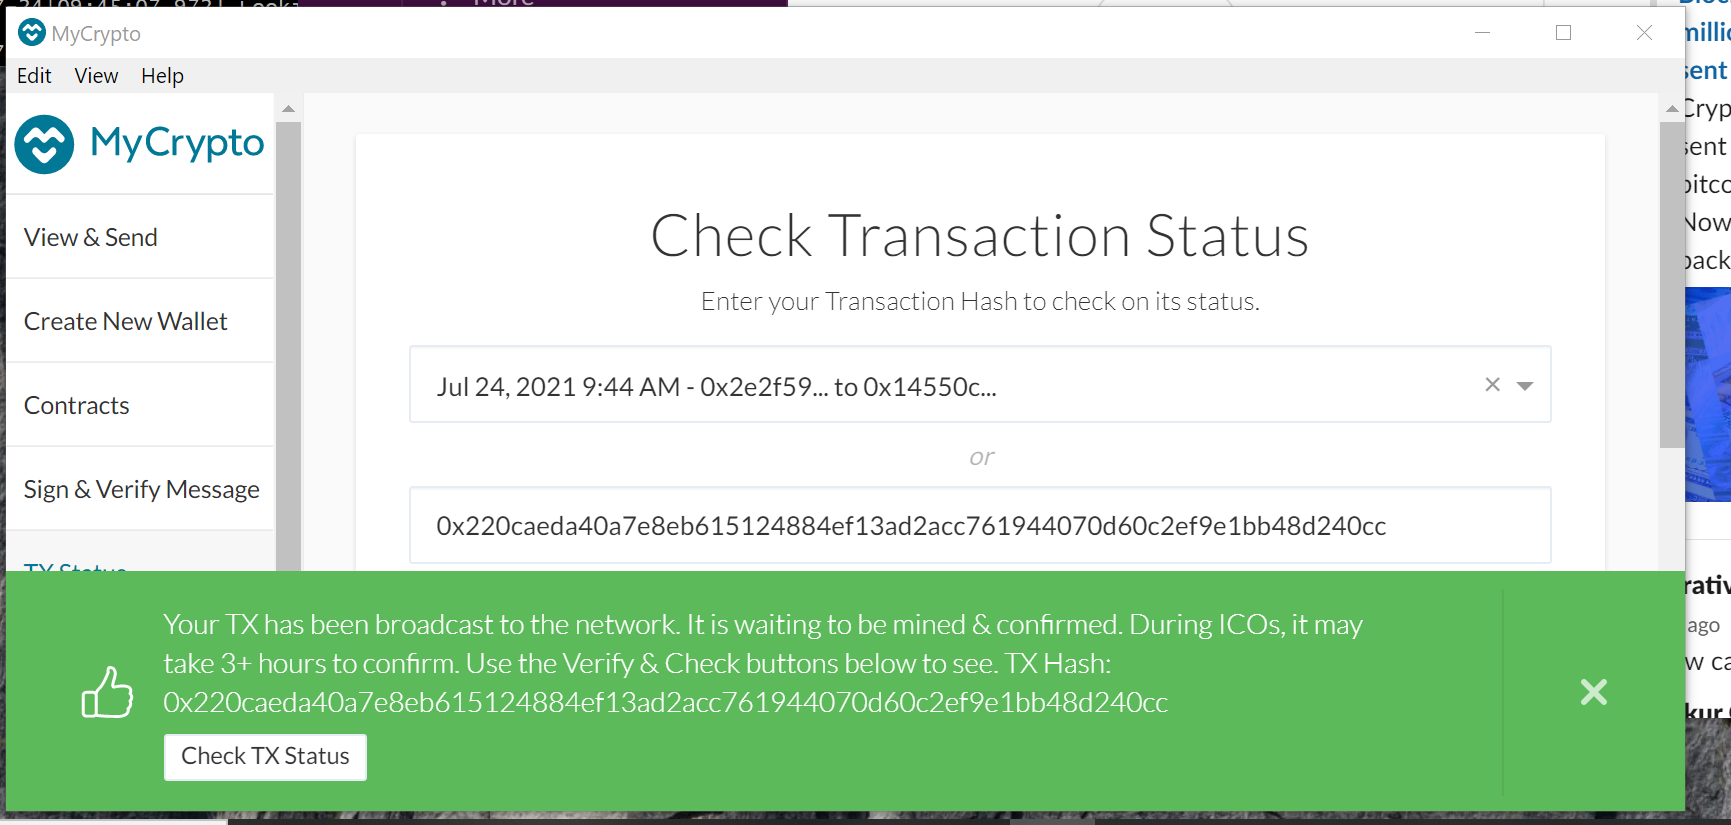 More
MyCrypto
Edit View Help
MyCrypto
View & Send
Create New Wallet
Contracts
Sign & Verify Message
TX Status
Check Transaction Status
Enter your Transaction Hash to check on its status.
Jul 24, 2021 9:44 AM - 0x2e2f59... to 0x14550c...
or
0x220caeda40a7e8eb615124884ef13ad2acc761944070d60c2ef9e1bb48d240cc
Your TX has been broadcast to the network. It is waiting to be mined & confirmed. During ICOs, it may
take 3+ hours to confirm. Use the Verify & Check buttons below to see. TX Hash:
0x220caeda40a7e8eb615124884ef13ad2acc761944070d60c2ef9e1bb48d240cc
Check TX Status
sent
Cryp
sent
bitco
Now
back
ago